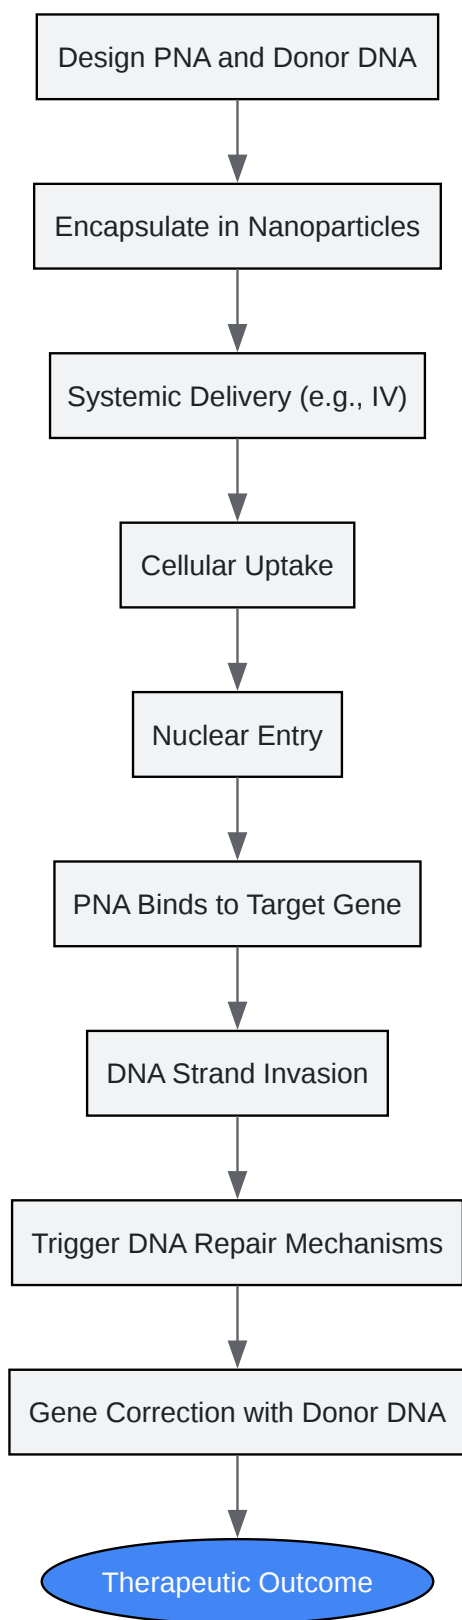 Design PNA and Donor DNA
Encapsulate in Nanoparticles
Systemic Delivery (e.g., IV)
Cellular Uptake
Nuclear Entry
PNA Binds to Target Gene
DNA Strand Invasion
Trigger DNA Repair Mechanisms
Gene Correction with Donor DNA
Therapeutic Outcome